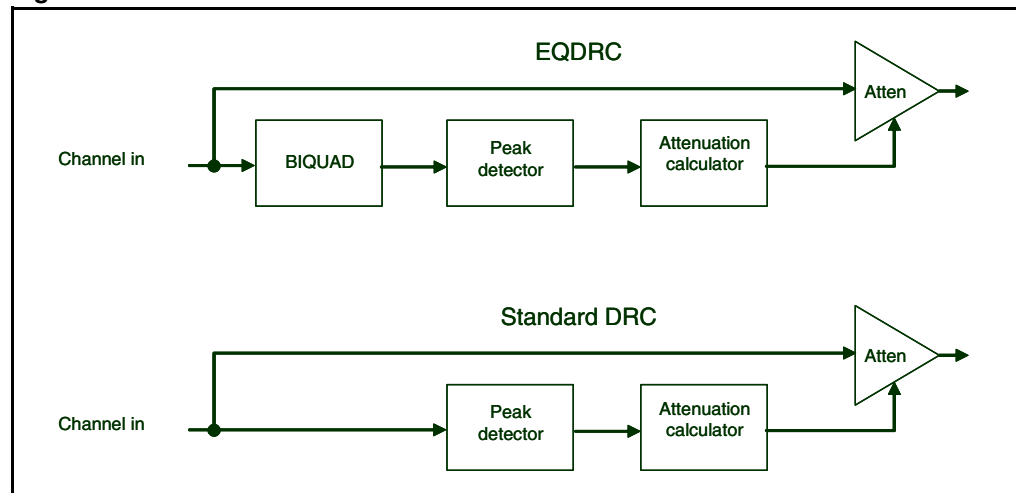 EQDRC
Atten
Channel in
BIQUAD
Peak
detector
Attenuation
calculator
Standard DRC
Atten
Channel in
Peak
detector
Attenuation
calculator